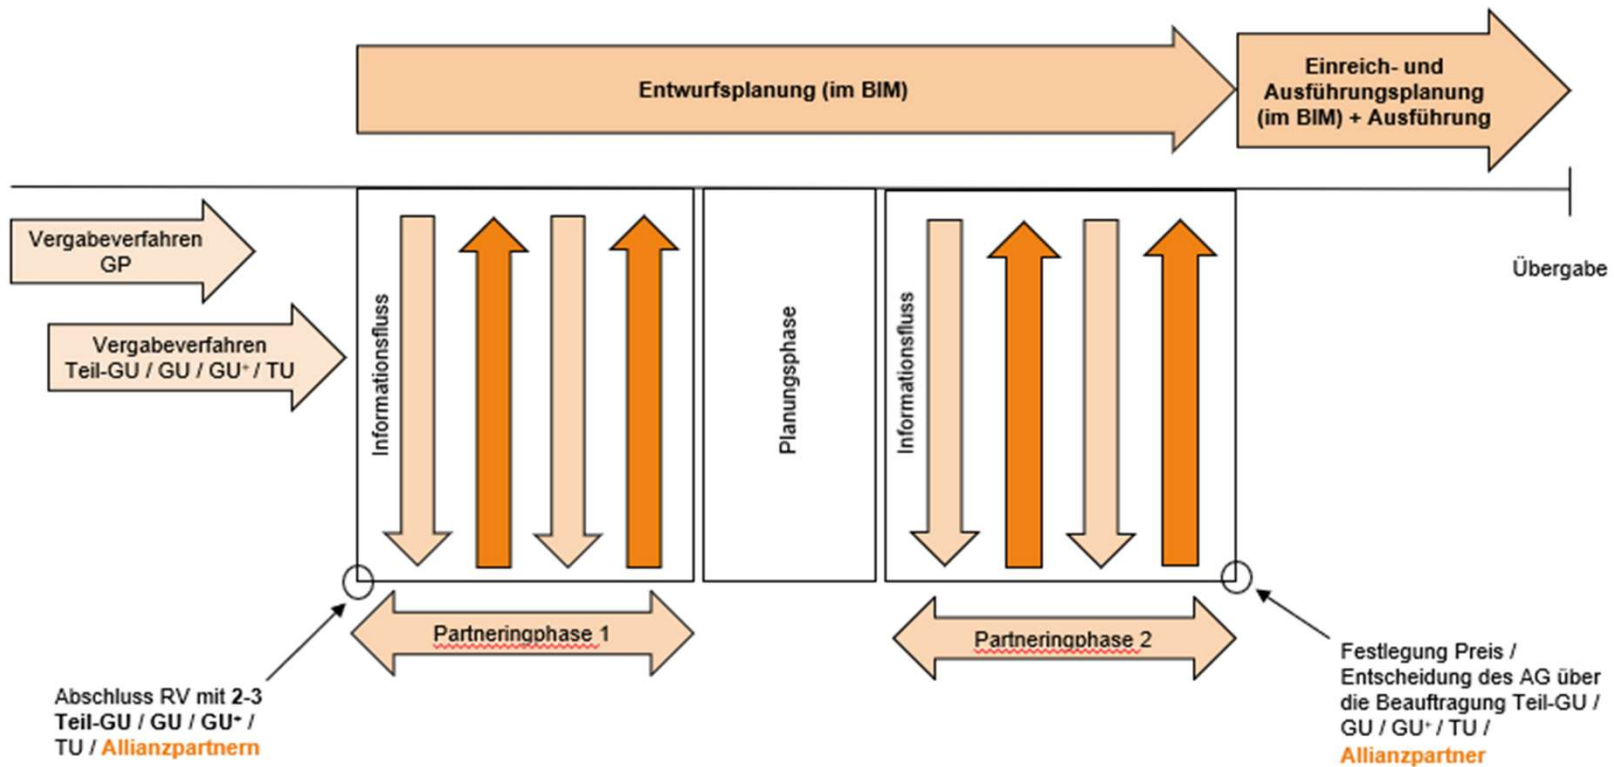 Entwurfsplanung (im BIM)
Einreich- und
Ausführungsplanung
(im BIM) + Ausführung
Vergabeverfahren
GP
Vergabeverfahren
Teil-GU / GU / GU⁺ / TU
Informationsfluss
Planungsphase
Informationsfluss
Übergabe
Partneringphase 1
Partneringphase 2
Abschluss RV mit 2-3
Teil-GU / GU / GU⁺ /
TU / Allianzpartnern
Festlegung Preis /
Entscheidung des AG über
die Beauftragung Teil-GU /
GU / GU⁺ / TU /
Allianzpartner